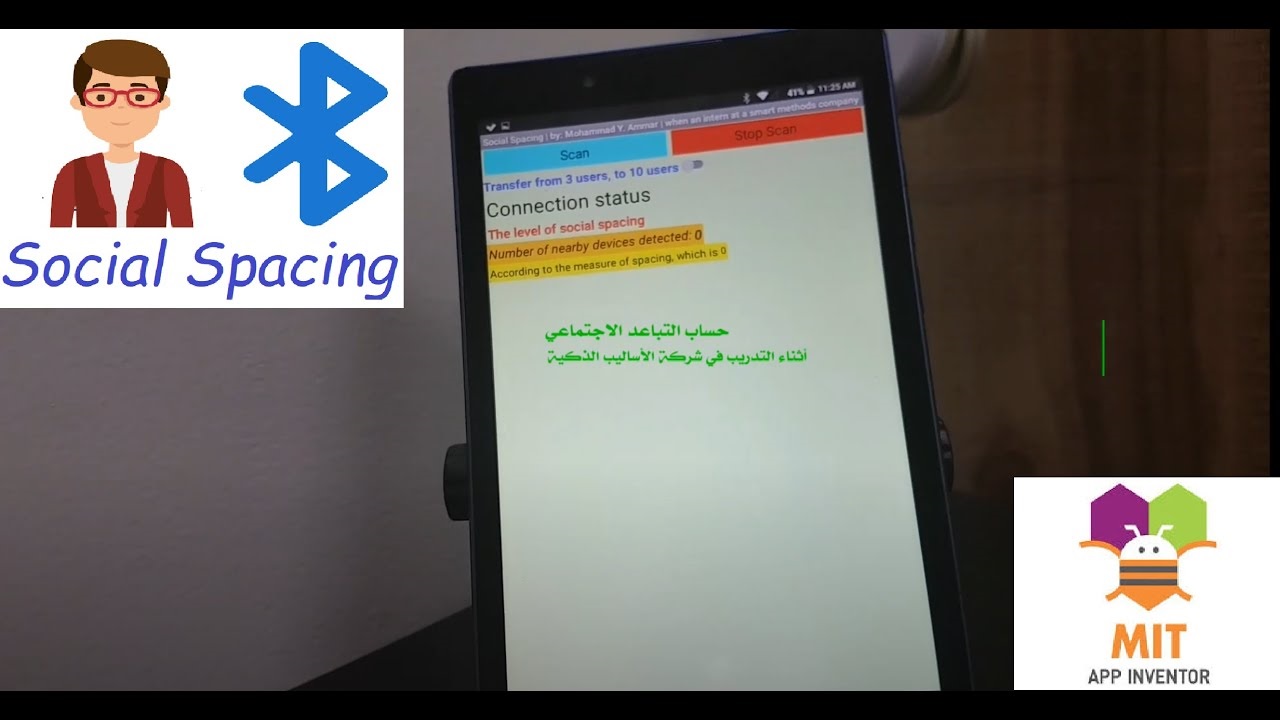 Social Spacing
41% 11:25 AM
Social Spacing | by: Mohammad Y. Ammar | when an intern at a smart methods company
Scan
Stop Scan
Transfer from 3 users, to 10 users
Connection status
The level of social spacing
Number of nearby devices detected: 0
According to the measure of spacing, which is 0
حساب التباعد الاجتماعي
أثناء التدريب في شركة الأساليب الذكية
MIT
APP INVENTOR